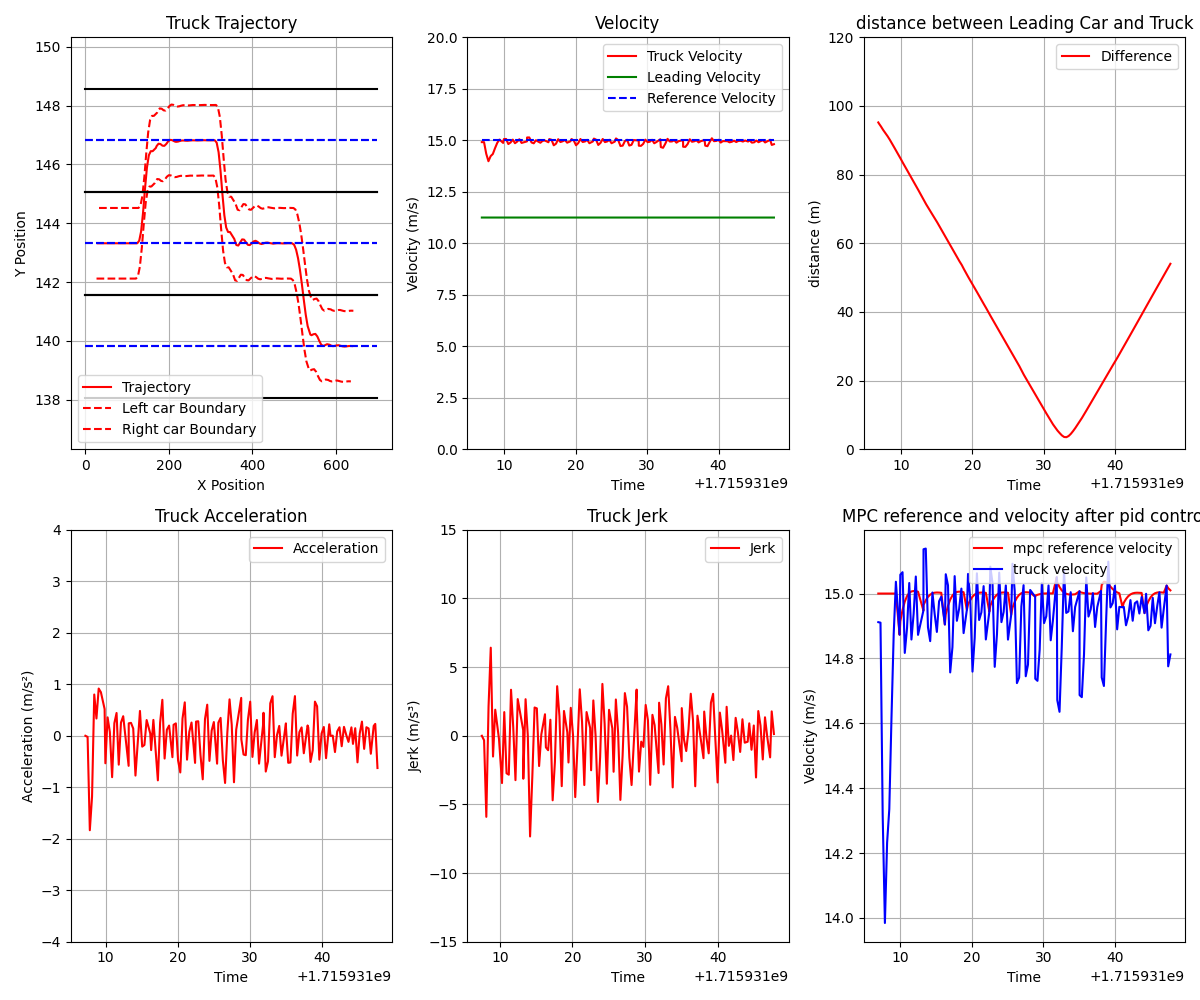 Truck Trajectory
150
148
146
144
142
140
138
Y Position
Trajectory
Left car Boundary
Right car Boundary
0
200
400
600
X Position
Velocity
20.0
17.5
15.0
12.5
10.0
7.5
5.0
2.5
0.0
Velocity (m/s)
Truck Velocity
Leading Velocity
Reference Velocity
10
20
30
40
Time
+1.715931e9
distance between Leading Car and Truck
120
100
80
60
40
20
0
distance (m)
Difference
10
20
30
40
Time
+1.715931e9
Truck Acceleration
4
3
2
1
0
−1
−2
−3
−4
Acceleration (m/s²)
Acceleration
10
20
30
40
Time
+1.715931e9
Truck Jerk
15
10
5
0
−5
−10
−15
Jerk (m/s³)
Jerk
10
20
30
40
Time
+1.715931e9
MPC reference and velocity after pid contro
15.0
14.8
14.6
14.4
14.2
14.0
Velocity (m/s)
mpc reference velocity
truck velocity
10
20
30
40
Time
+1.715931e9